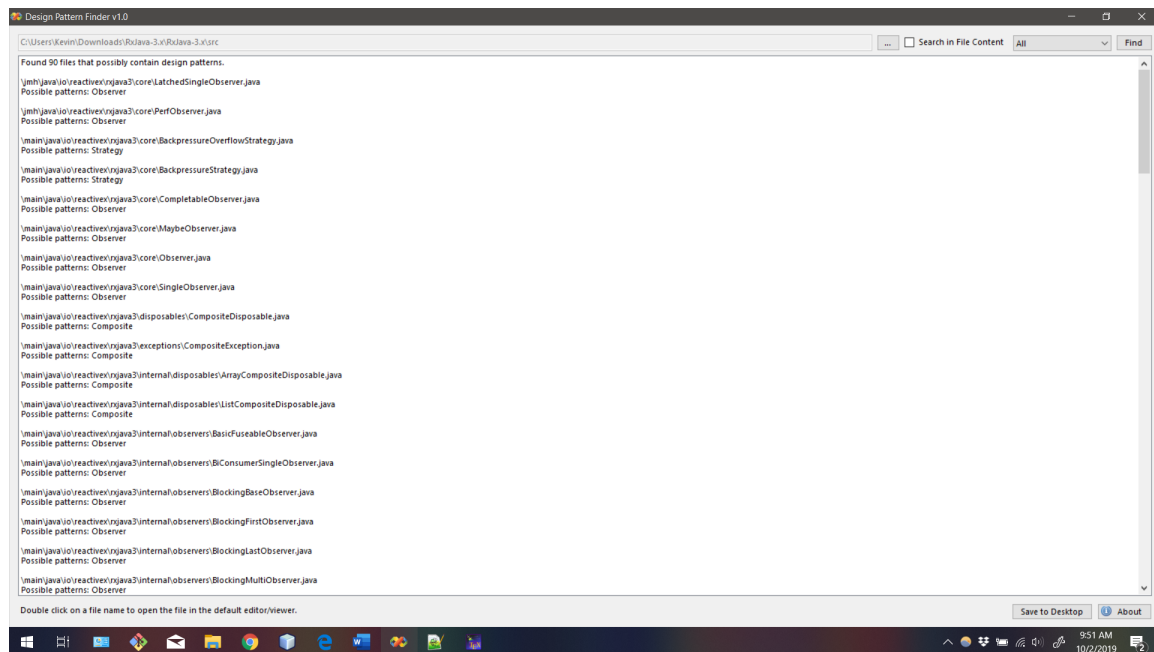 Design Pattern Finder v1.0
C:\Users\Kevin\Downloads\RxJava-3.x\RxJava-3.x\src
... Search in File Content All Find
Found 90 files that possibly contain design patterns.
\jmh\java\io\reactivex\rxjava3\core\LatchedSingleObserver.java
Possible patterns: Observer
\jmh\java\io\reactivex\rxjava3\core\PerfObserver.java
Possible patterns: Observer
\main\java\io\reactivex\rxjava3\core\BackpressureOverflowStrategy.java
Possible patterns: Strategy
\main\java\io\reactivex\rxjava3\core\BackpressureStrategy.java
Possible patterns: Strategy
\main\java\io\reactivex\rxjava3\core\CompletableObserver.java
Possible patterns: Observer
\main\java\io\reactivex\rxjava3\core\MaybeObserver.java
Possible patterns: Observer
\main\java\io\reactivex\rxjava3\core\Observer.java
Possible patterns: Observer
\main\java\io\reactivex\rxjava3\core\SingleObserver.java
Possible patterns: Observer
\main\java\io\reactivex\rxjava3\disposables\CompositeDisposable.java
Possible patterns: Composite
\main\java\io\reactivex\rxjava3\exceptions\CompositeException.java
Possible patterns: Composite
\main\java\io\reactivex\rxjava3\internal\disposables\ArrayCompositeDisposable.java
Possible patterns: Composite
\main\java\io\reactivex\rxjava3\internal\disposables\ListCompositeDisposable.java
Possible patterns: Composite
\main\java\io\reactivex\rxjava3\internal\observers\BasicFuseableObserver.java
Possible patterns: Observer
\main\java\io\reactivex\rxjava3\internal\observers\BiConsumerSingleObserver.java
Possible patterns: Observer
\main\java\io\reactivex\rxjava3\internal\observers\BlockingBaseObserver.java
Possible patterns: Observer
\main\java\io\reactivex\rxjava3\internal\observers\BlockingFirstObserver.java
Possible patterns: Observer
\main\java\io\reactivex\rxjava3\internal\observers\BlockingLastObserver.java
Possible patterns: Observer
\main\java\io\reactivex\rxjava3\internal\observers\BlockingMultiObserver.java
Possible patterns: Observer
Double click on a file name to open the file in the default editor/viewer.
Save to Desktop About
9:51 AM
10/2/2019
2